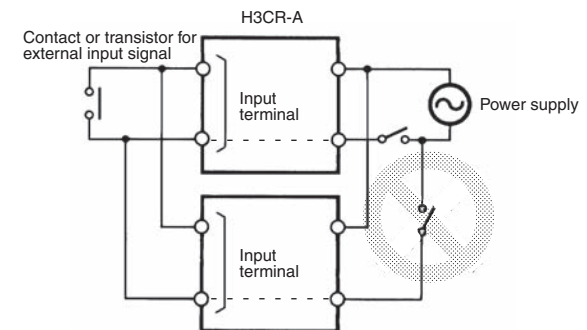 H3CR-A
Contact or transistor for
external input signal
Input
terminal
Power supply
Input
terminal